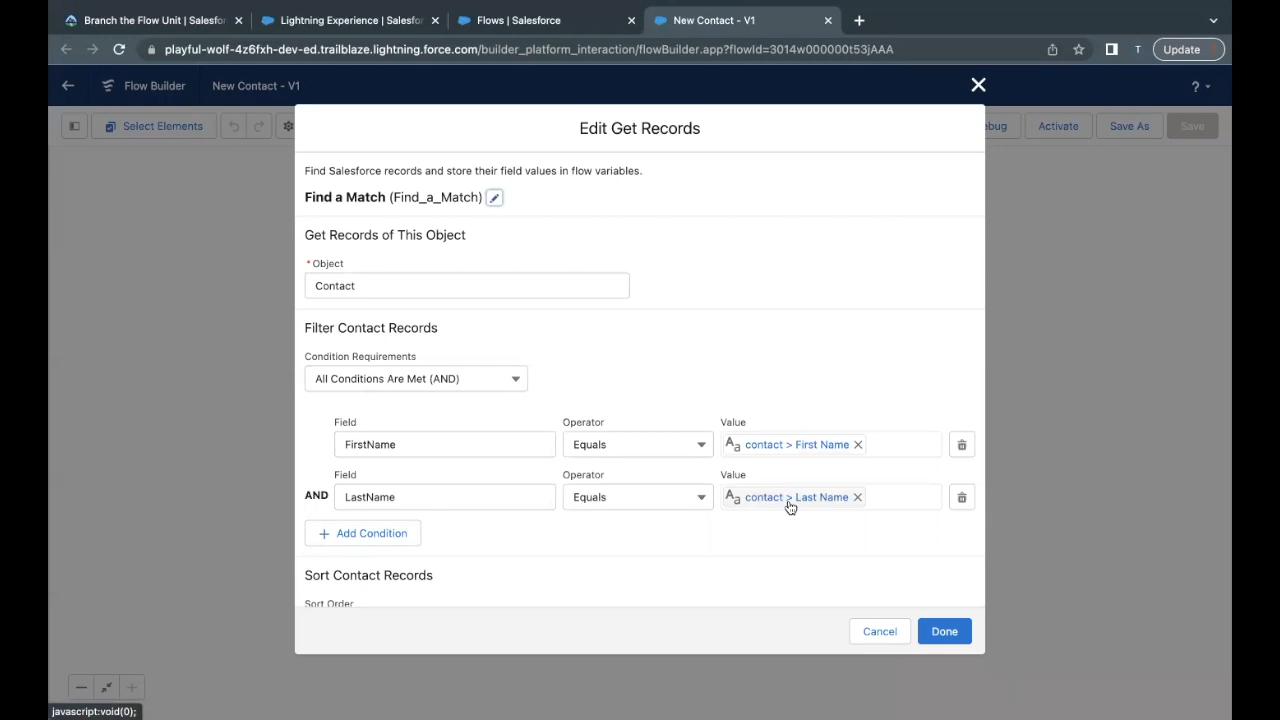 Branch the Flow Unit | Salesfor
Lightning Experience | Salesfor
Flows | Salesforce
New Contact - V1
playful-wolf-4z6fxh-dev-ed.trailblaze.lightning.force.com/builder_platform_interaction/flowBuilder.app?flowId=3014w000000t53jAAA
T
Update
Flow Builder
New Contact - V1
?
Select Elements
ebug
Activate
Save As
Save
Edit Get Records
Find Salesforce records and store their field values in flow variables.
Find a Match (Find_a_Match)
Get Records of This Object
* Object
Contact
Filter Contact Records
Condition Requirements
All Conditions Are Met (AND)
Field Operator Value
FirstName Equals Aa contact > First Name
Field Operator Value
AND LastName Equals Aa contact > Last Name
+ Add Condition
Sort Contact Records
Sort Order
Cancel
Done
javascript:void(0);